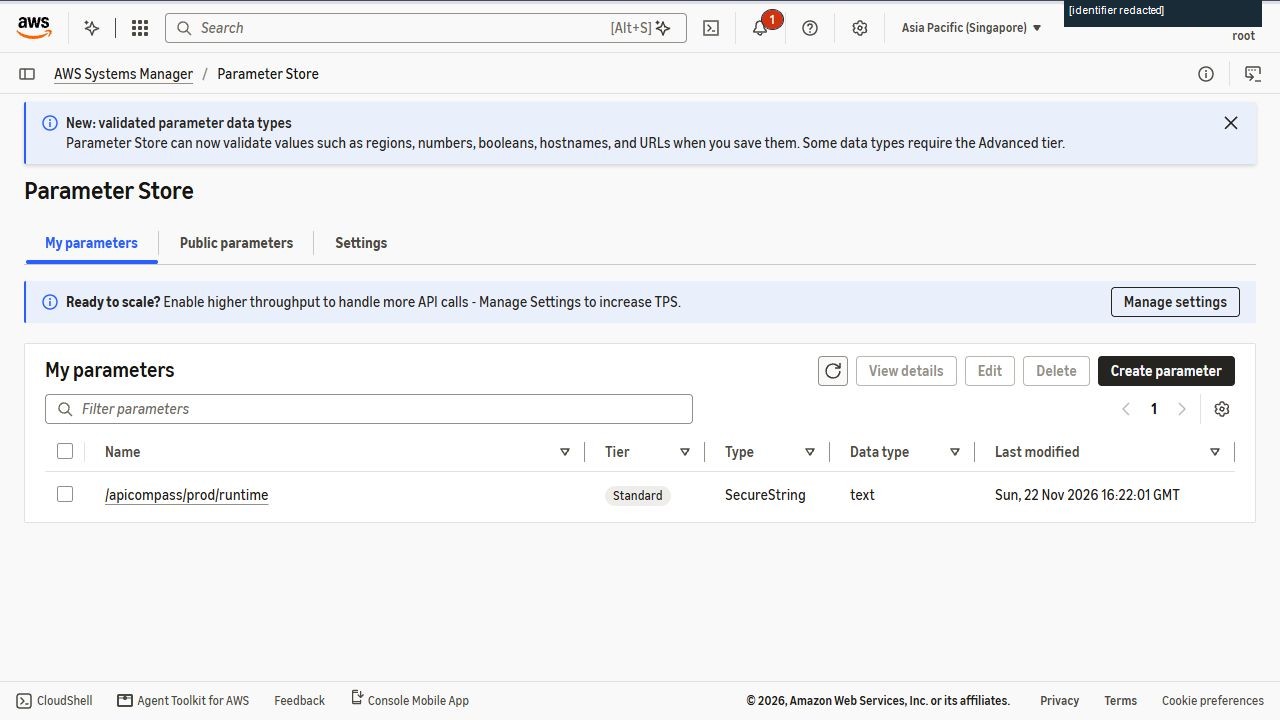 aws
Search [Alt+S]
1
Asia Pacific (Singapore)
[identifier redacted]
root
AWS Systems Manager / Parameter Store
New: validated parameter data types
Parameter Store can now validate values such as regions, numbers, booleans, hostnames, and URLs when you save them. Some data types require the Advanced tier.
Parameter Store
My parameters Public parameters Settings
Ready to scale? Enable higher throughput to handle more API calls - Manage Settings to increase TPS. Manage settings
My parameters View details Edit Delete Create parameter
Filter parameters 1
Name Tier Type Data type Last modified
/apicompass/prod/runtime Standard SecureString text Sun, 22 Nov 2026 16:22:01 GMT
CloudShell Agent Toolkit for AWS Feedback Console Mobile App © 2026, Amazon Web Services, Inc. or its affiliates. Privacy Terms Cookie preferences